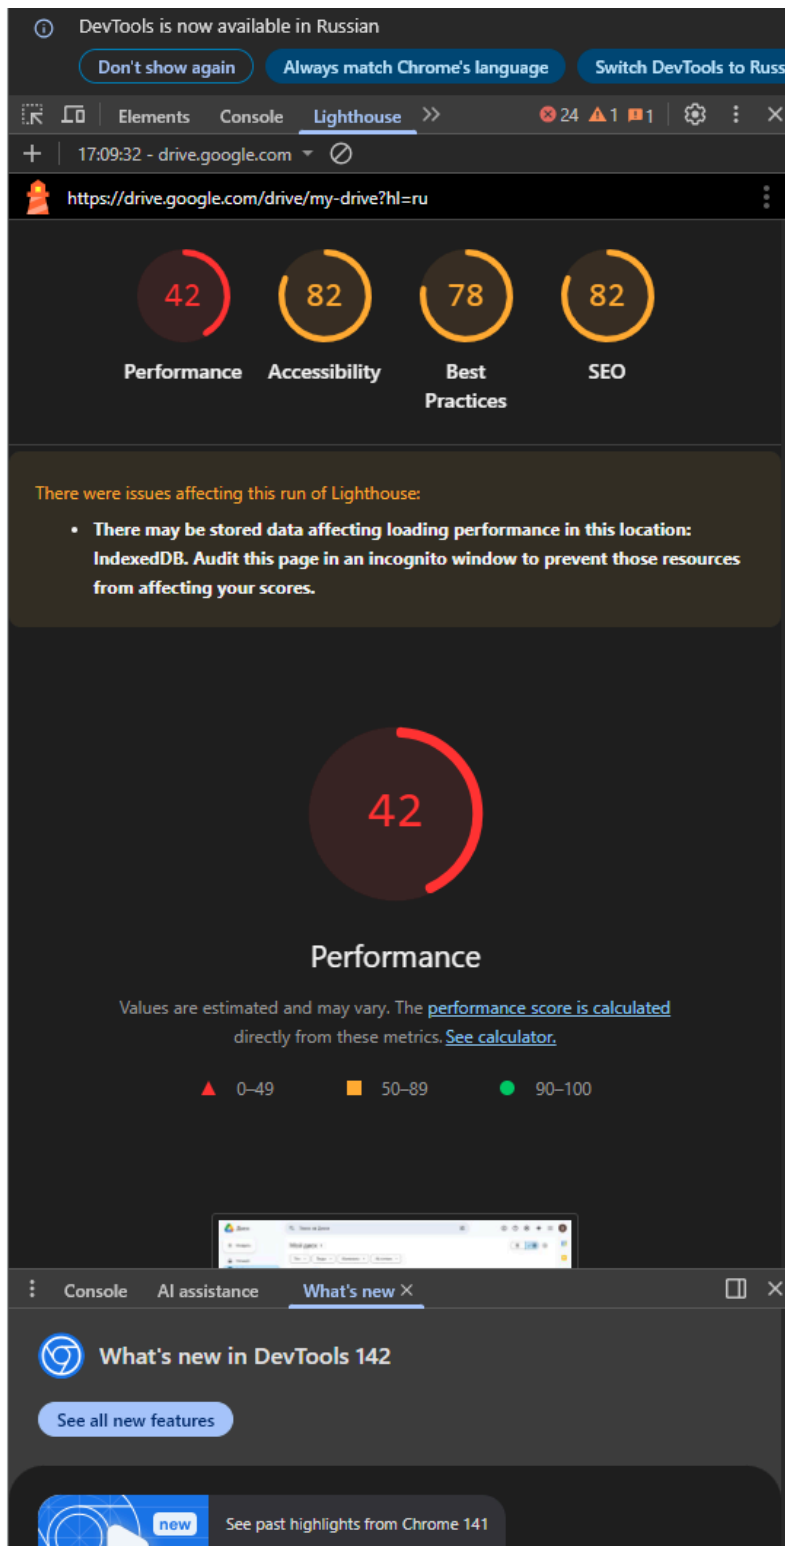 DevTools is now available in Russian
Don't show again
Always match Chrome's language
Switch DevTools to Russ
Elements Console Lighthouse
24 1 1
17:09:32 - drive.google.com
https://drive.google.com/drive/my-drive?hl=ru
42 82 78 82
Performance Accessibility Best Practices SEO
There were issues affecting this run of Lighthouse:
• There may be stored data affecting loading performance in this location:
IndexedDB. Audit this page in an incognito window to prevent those resources
from affecting your scores.
42
Performance
Values are estimated and may vary. The performance score is calculated
directly from these metrics. See calculator.
0–49 50–89 90–100
Console AI assistance What's new
What's new in DevTools 142
See all new features
new
See past highlights from Chrome 141